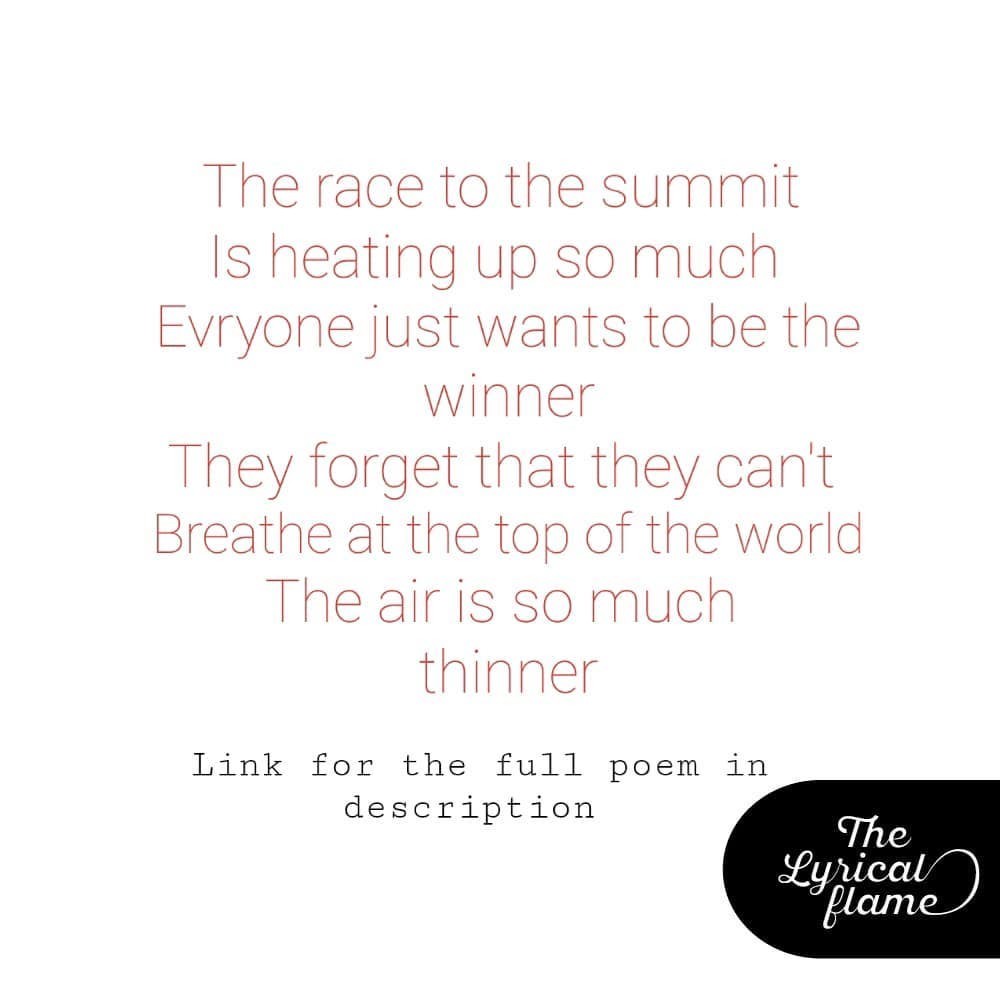 The race to the summit
Is heating up so much
Evryone just wants to be the
winner
They forget that they can't
Breathe at the top of the world
The air is so much
thinner
Link for the full poem in
description
The
Lyrical
flame